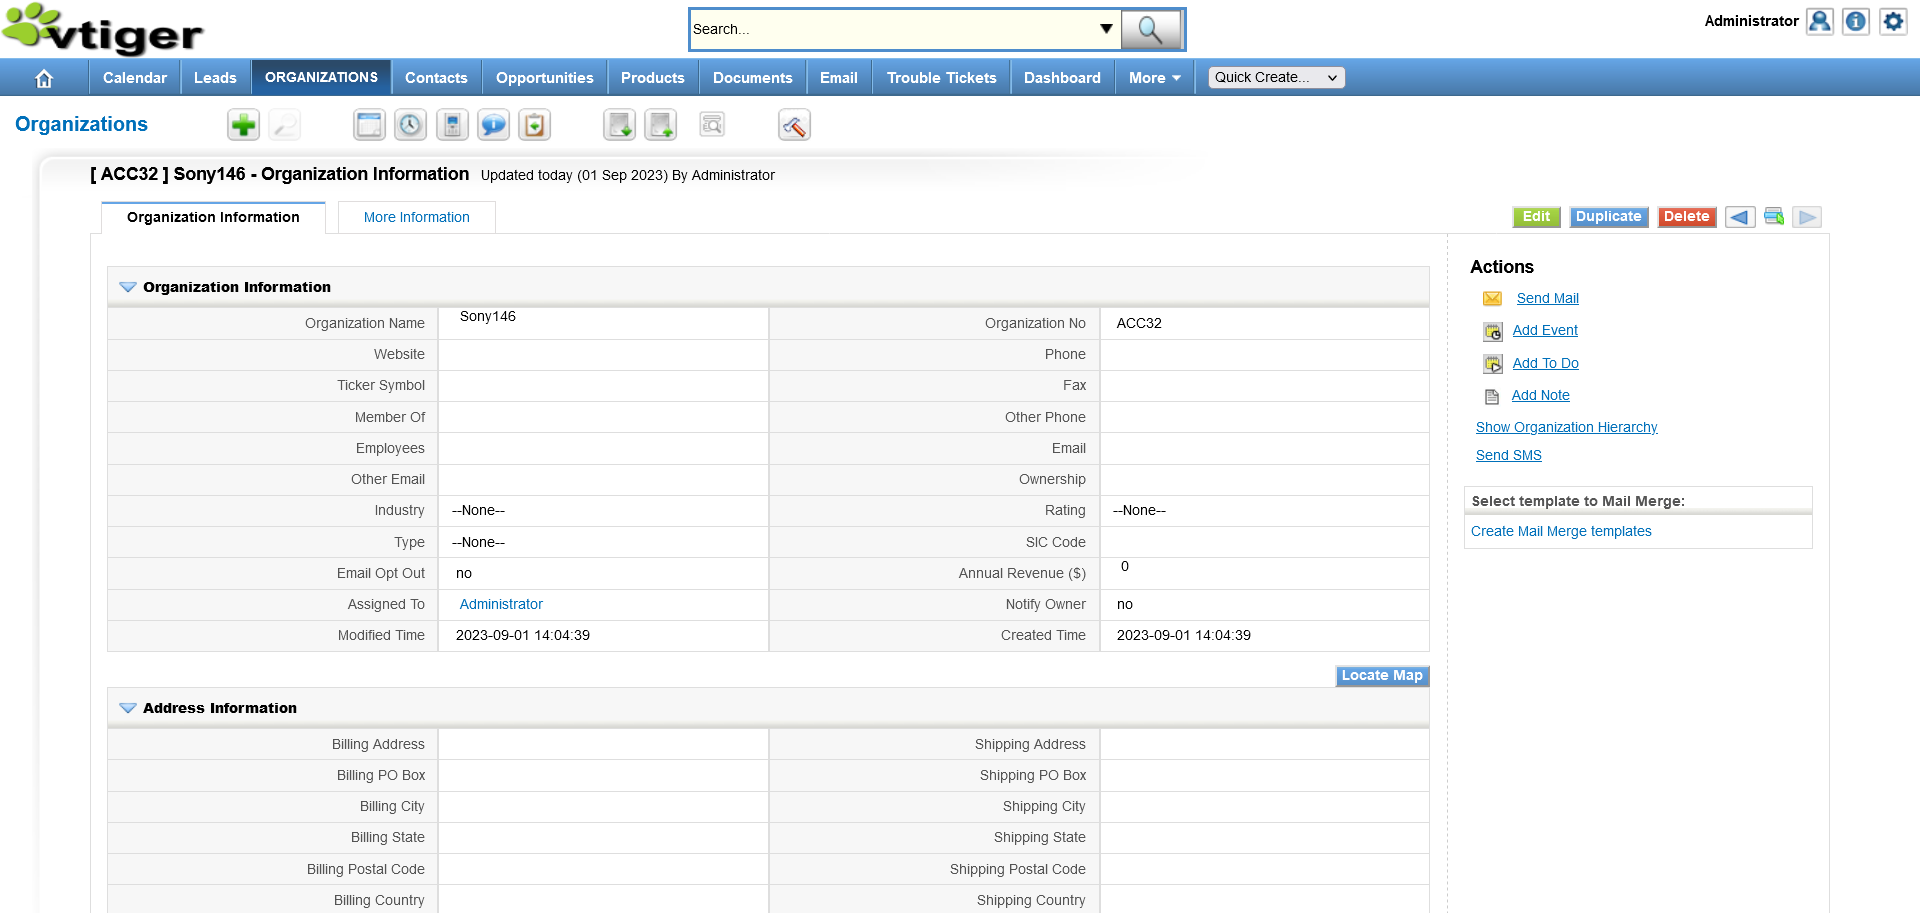 vtiger
Search...
Administrator
Calendar Leads ORGANIZATIONS Contacts Opportunities Products Documents Email Trouble Tickets Dashboard More Quick Create...
Organizations
[ ACC32 ] Sony146 - Organization Information Updated today (01 Sep 2023) By Administrator
Organization Information More Information
Edit Duplicate Delete
Organization Information
Organization Name Sony146 Organization No ACC32
Website Phone
Ticker Symbol Fax
Member Of Other Phone
Employees Email
Other Email Ownership
Industry --None-- Rating --None--
Type --None-- SIC Code
Email Opt Out no Annual Revenue ($) 0
Assigned To Administrator Notify Owner no
Modified Time 2023-09-01 14:04:39 Created Time 2023-09-01 14:04:39
Locate Map
Address Information
Billing Address Shipping Address
Billing PO Box Shipping PO Box
Billing City Shipping City
Billing State Shipping State
Billing Postal Code Shipping Postal Code
Billing Country Shipping Country
Actions
Send Mail
Add Event
Add To Do
Add Note
Show Organization Hierarchy
Send SMS
Select template to Mail Merge:
Create Mail Merge templates